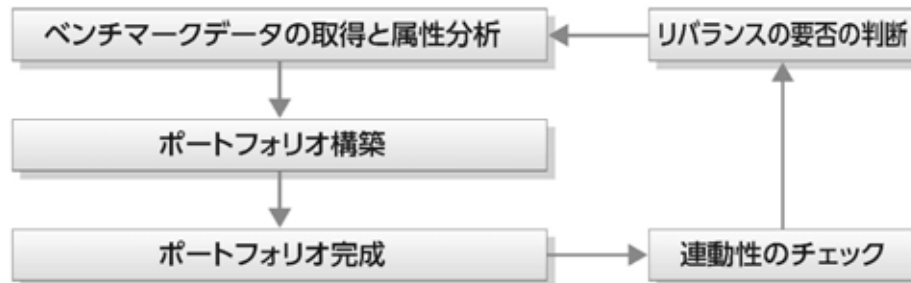 ベンチマークデータの取得と属性分析
リバランスの要否の判断
ポートフォリオ構築
ポートフォリオ完成
連動性のチェック